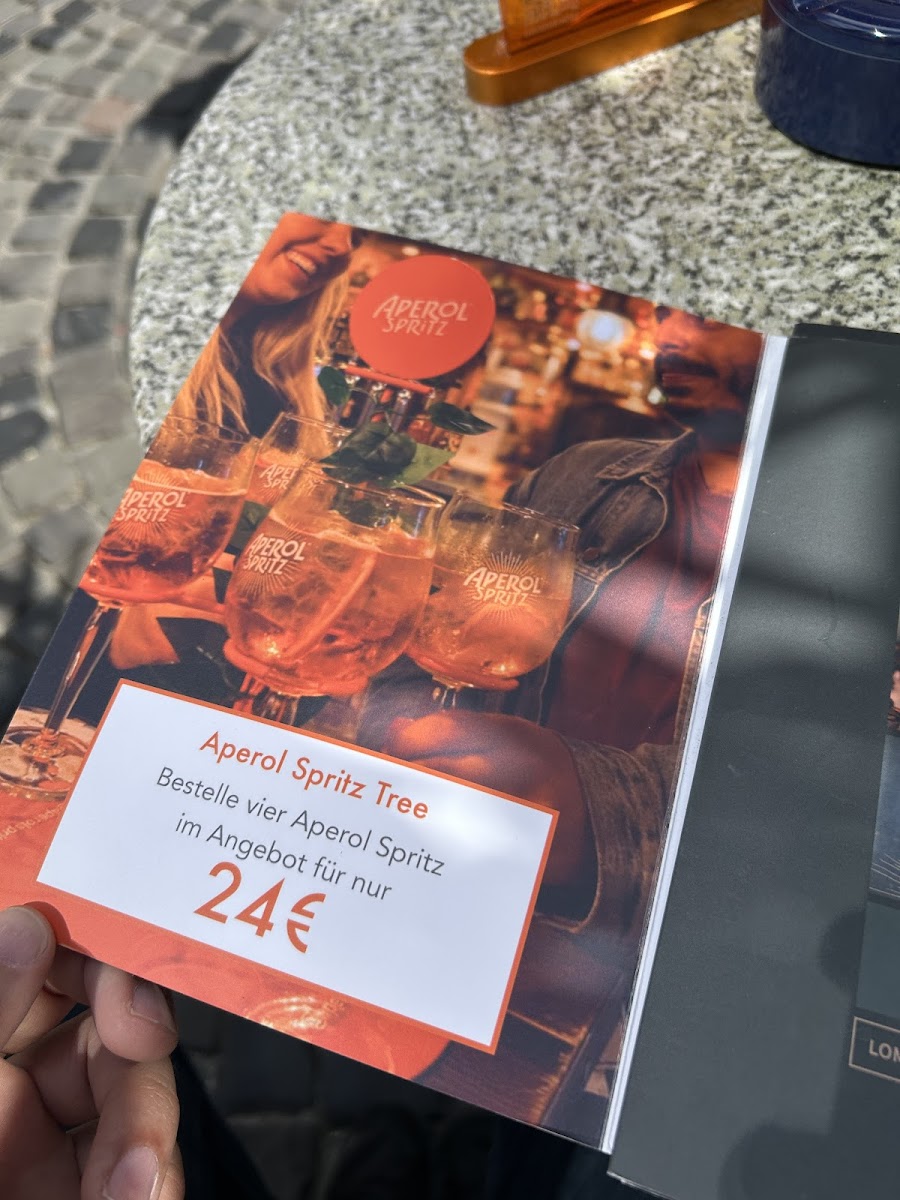 APEROL
SPRITZ
APEROL
SPRITZ
APEROL
SPRITZ
APEROL
SPRITZ
Aperol Spritz Tree
Bestelle vier Aperol Spritz
im Angebot für nur
24€